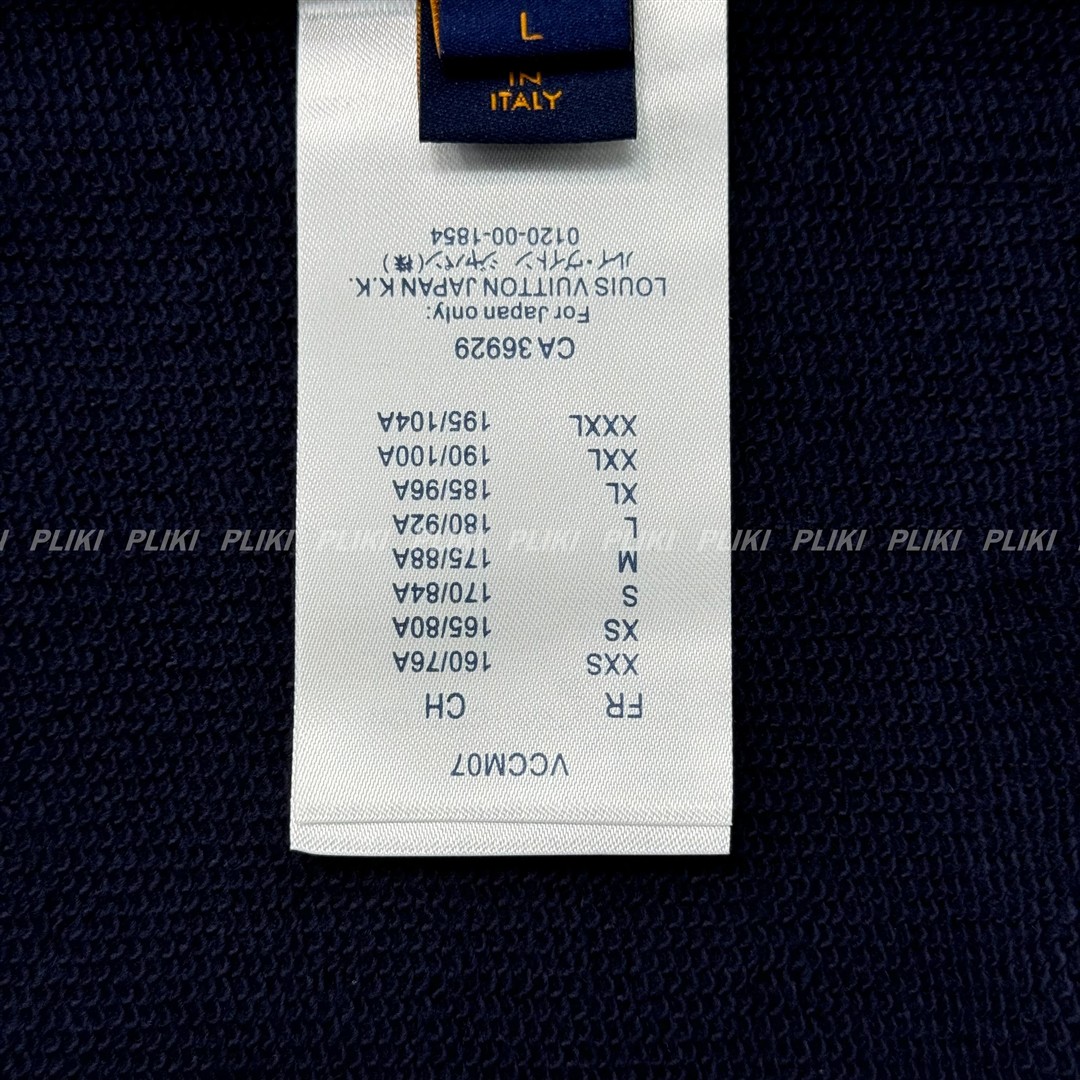 L
IN
ITALY
VCCM07
FR CH
XXS 160/76A
XS 165/80A
S 170/84A
M 175/88A
L 180/92A
XL 185/96A
XXL 190/100A
XXXL 195/104A
CA 36929
For Japan only:
LOUIS VUITTON JAPAN K.K.
ルイ・ヴィトン ジャパン(株)
0120-00-1854
PLIKI PLIKI PLIKI PLIKI PLIKI PLIKI PLIKI PLIKI PLIKI PLIKI PLIKI